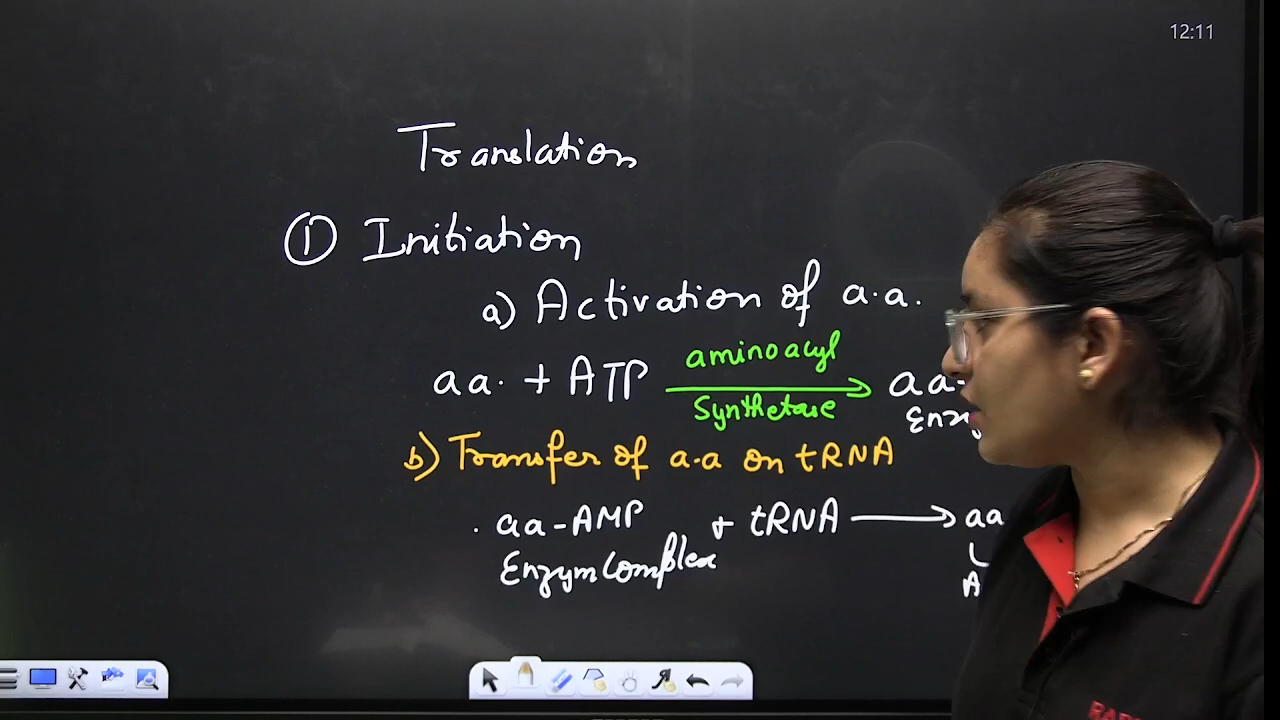 12:11
Translation
① Initiation
a) Activation of a.a.
aminoacyl
aa. + ATP
Synthetase
b) Transfer of a.a on tRNA
. aa-AMP + tRNA → aa
Enzym Complex